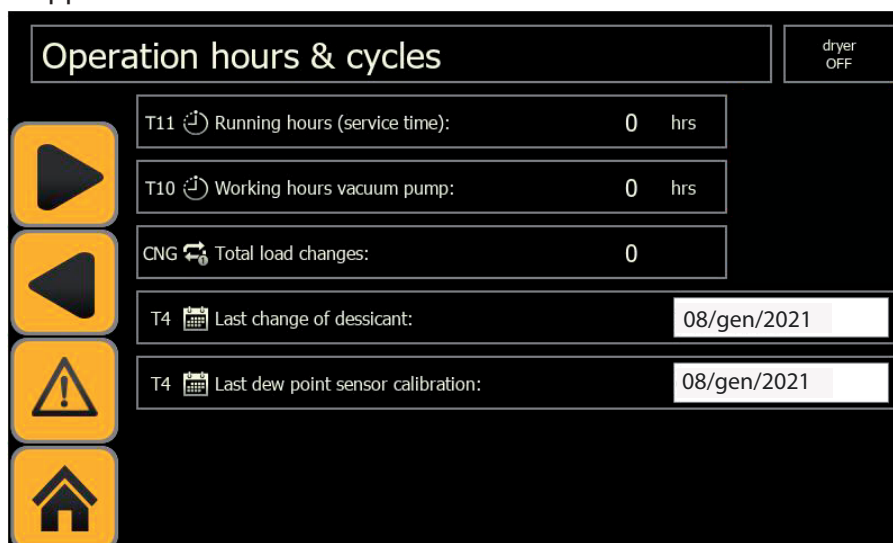 Operation hours & cycles
dryer
OFF
T11 Running hours (service time): 0 hrs
T10 Working hours vacuum pump: 0 hrs
CNG Total load changes: 0
T4 Last change of dessicant: 08/gen/2021
T4 Last dew point sensor calibration: 08/gen/2021